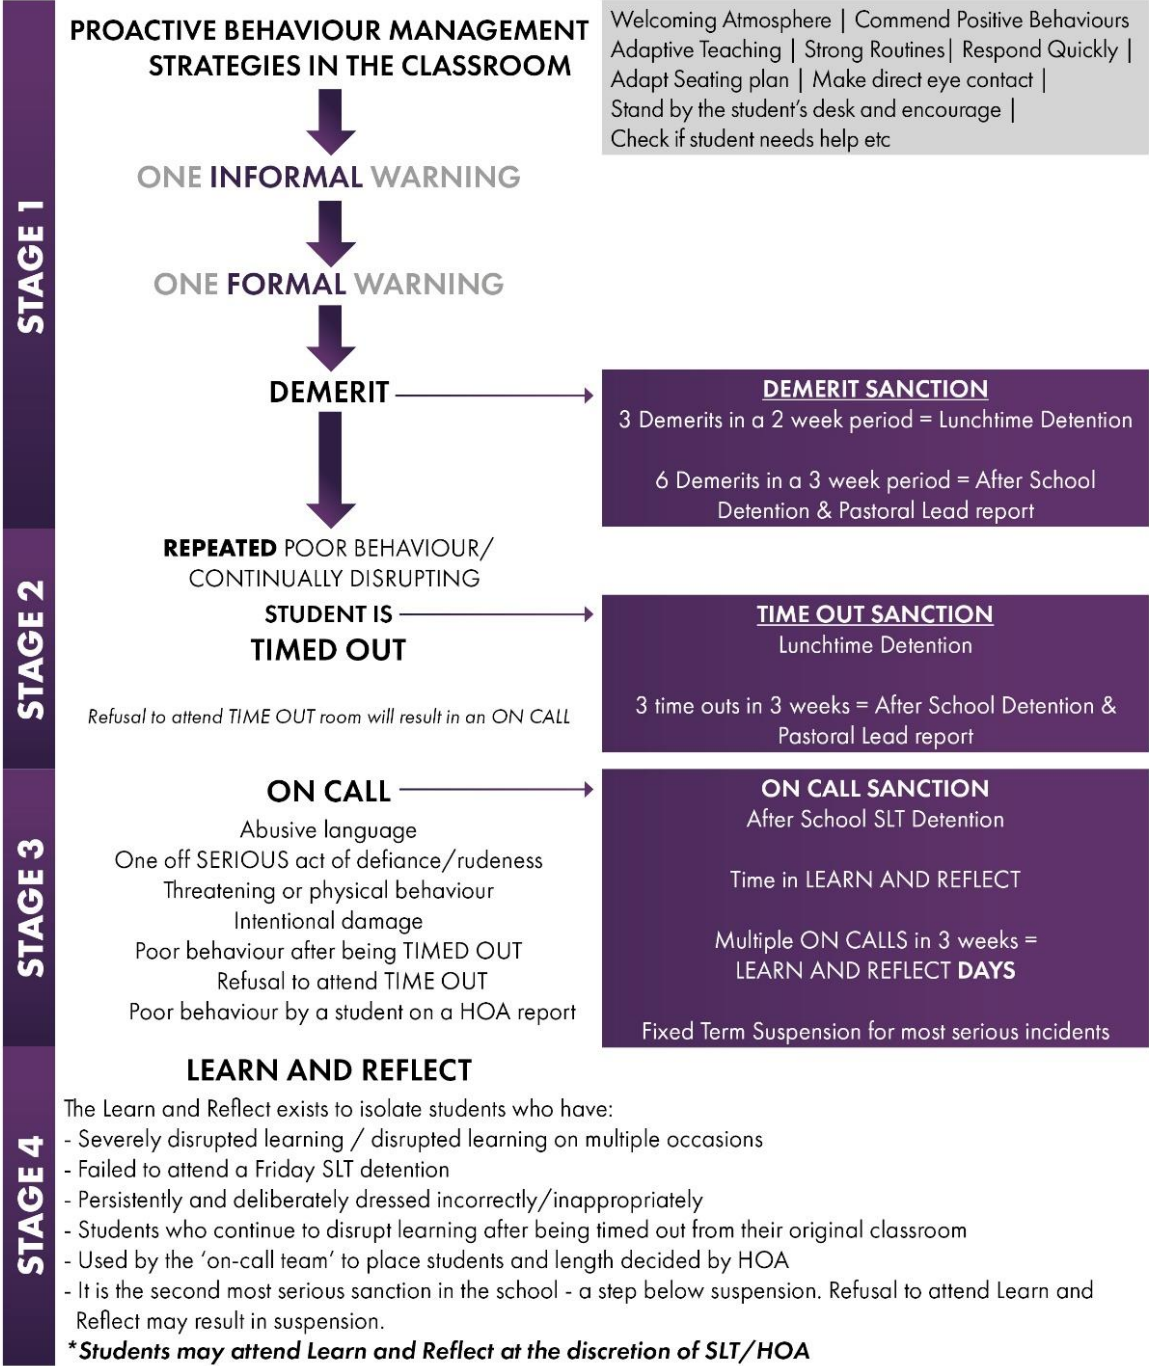 PROACTIVE BEHAVIOUR MANAGEMENT
STRATEGIES IN THE CLASSROOM
Welcoming Atmosphere | Commend Positive Behaviours
Adaptive Teaching | Strong Routines| Respond Quickly |
Adapt Seating plan | Make direct eye contact |
Stand by the student's desk and encourage |
Check if student needs help etc
STAGE 1
ONE INFORMAL WARNING
ONE FORMAL WARNING
DEMERIT
DEMERIT SANCTION
3 Demerits in a 2 week period = Lunchtime Detention
6 Demerits in a 3 week period = After School
Detention & Pastoral Lead report
STAGE 2
REPEATED POOR BEHAVIOUR/
CONTINUALLY DISRUPTING
STUDENT IS
TIMED OUT
Refusal to attend TIME OUT room will result in an ON CALL
TIME OUT SANCTION
Lunchtime Detention
3 time outs in 3 weeks = After School Detention &
Pastoral Lead report
STAGE 3
ON CALL
Abusive language
One off SERIOUS act of defiance/rudeness
Threatening or physical behaviour
Intentional damage
Poor behaviour after being TIMED OUT
Refusal to attend TIME OUT
Poor behaviour by a student on a HOA report
ON CALL SANCTION
After School SLT Detention
Time in LEARN AND REFLECT
Multiple ON CALLS in 3 weeks =
LEARN AND REFLECT DAYS
Fixed Term Suspension for most serious incidents
STAGE 4
LEARN AND REFLECT
The Learn and Reflect exists to isolate students who have:
- Severely disrupted learning / disrupted learning on multiple occasions
- Failed to attend a Friday SLT detention
- Persistently and deliberately dressed incorrectly/inappropriately
- Students who continue to disrupt learning after being timed out from their original classroom
- Used by the 'on-call team' to place students and length decided by HOA
- It is the second most serious sanction in the school - a step below suspension. Refusal to attend Learn and
Reflect may result in suspension.
*Students may attend Learn and Reflect at the discretion of SLT/HOA